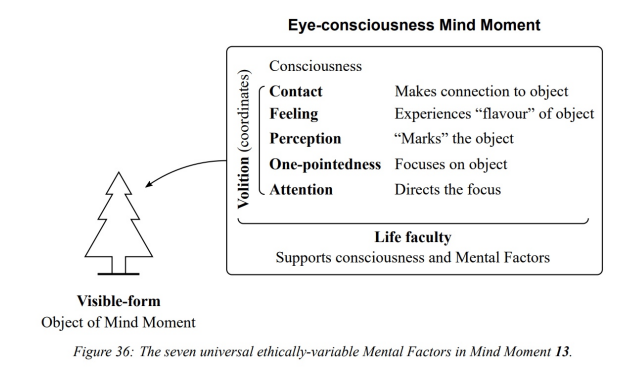 Eye-consciousness Mind Moment
Consciousness
Volition (coordinates)
Contact Makes connection to object
Feeling Experiences “flavour” of object
Perception “Marks” the object
One-pointedness Focuses on object
Attention Directs the focus
Life faculty
Supports consciousness and Mental Factors
Visible-form
Object of Mind Moment
Figure 36: The seven universal ethically-variable Mental Factors in Mind Moment 13.